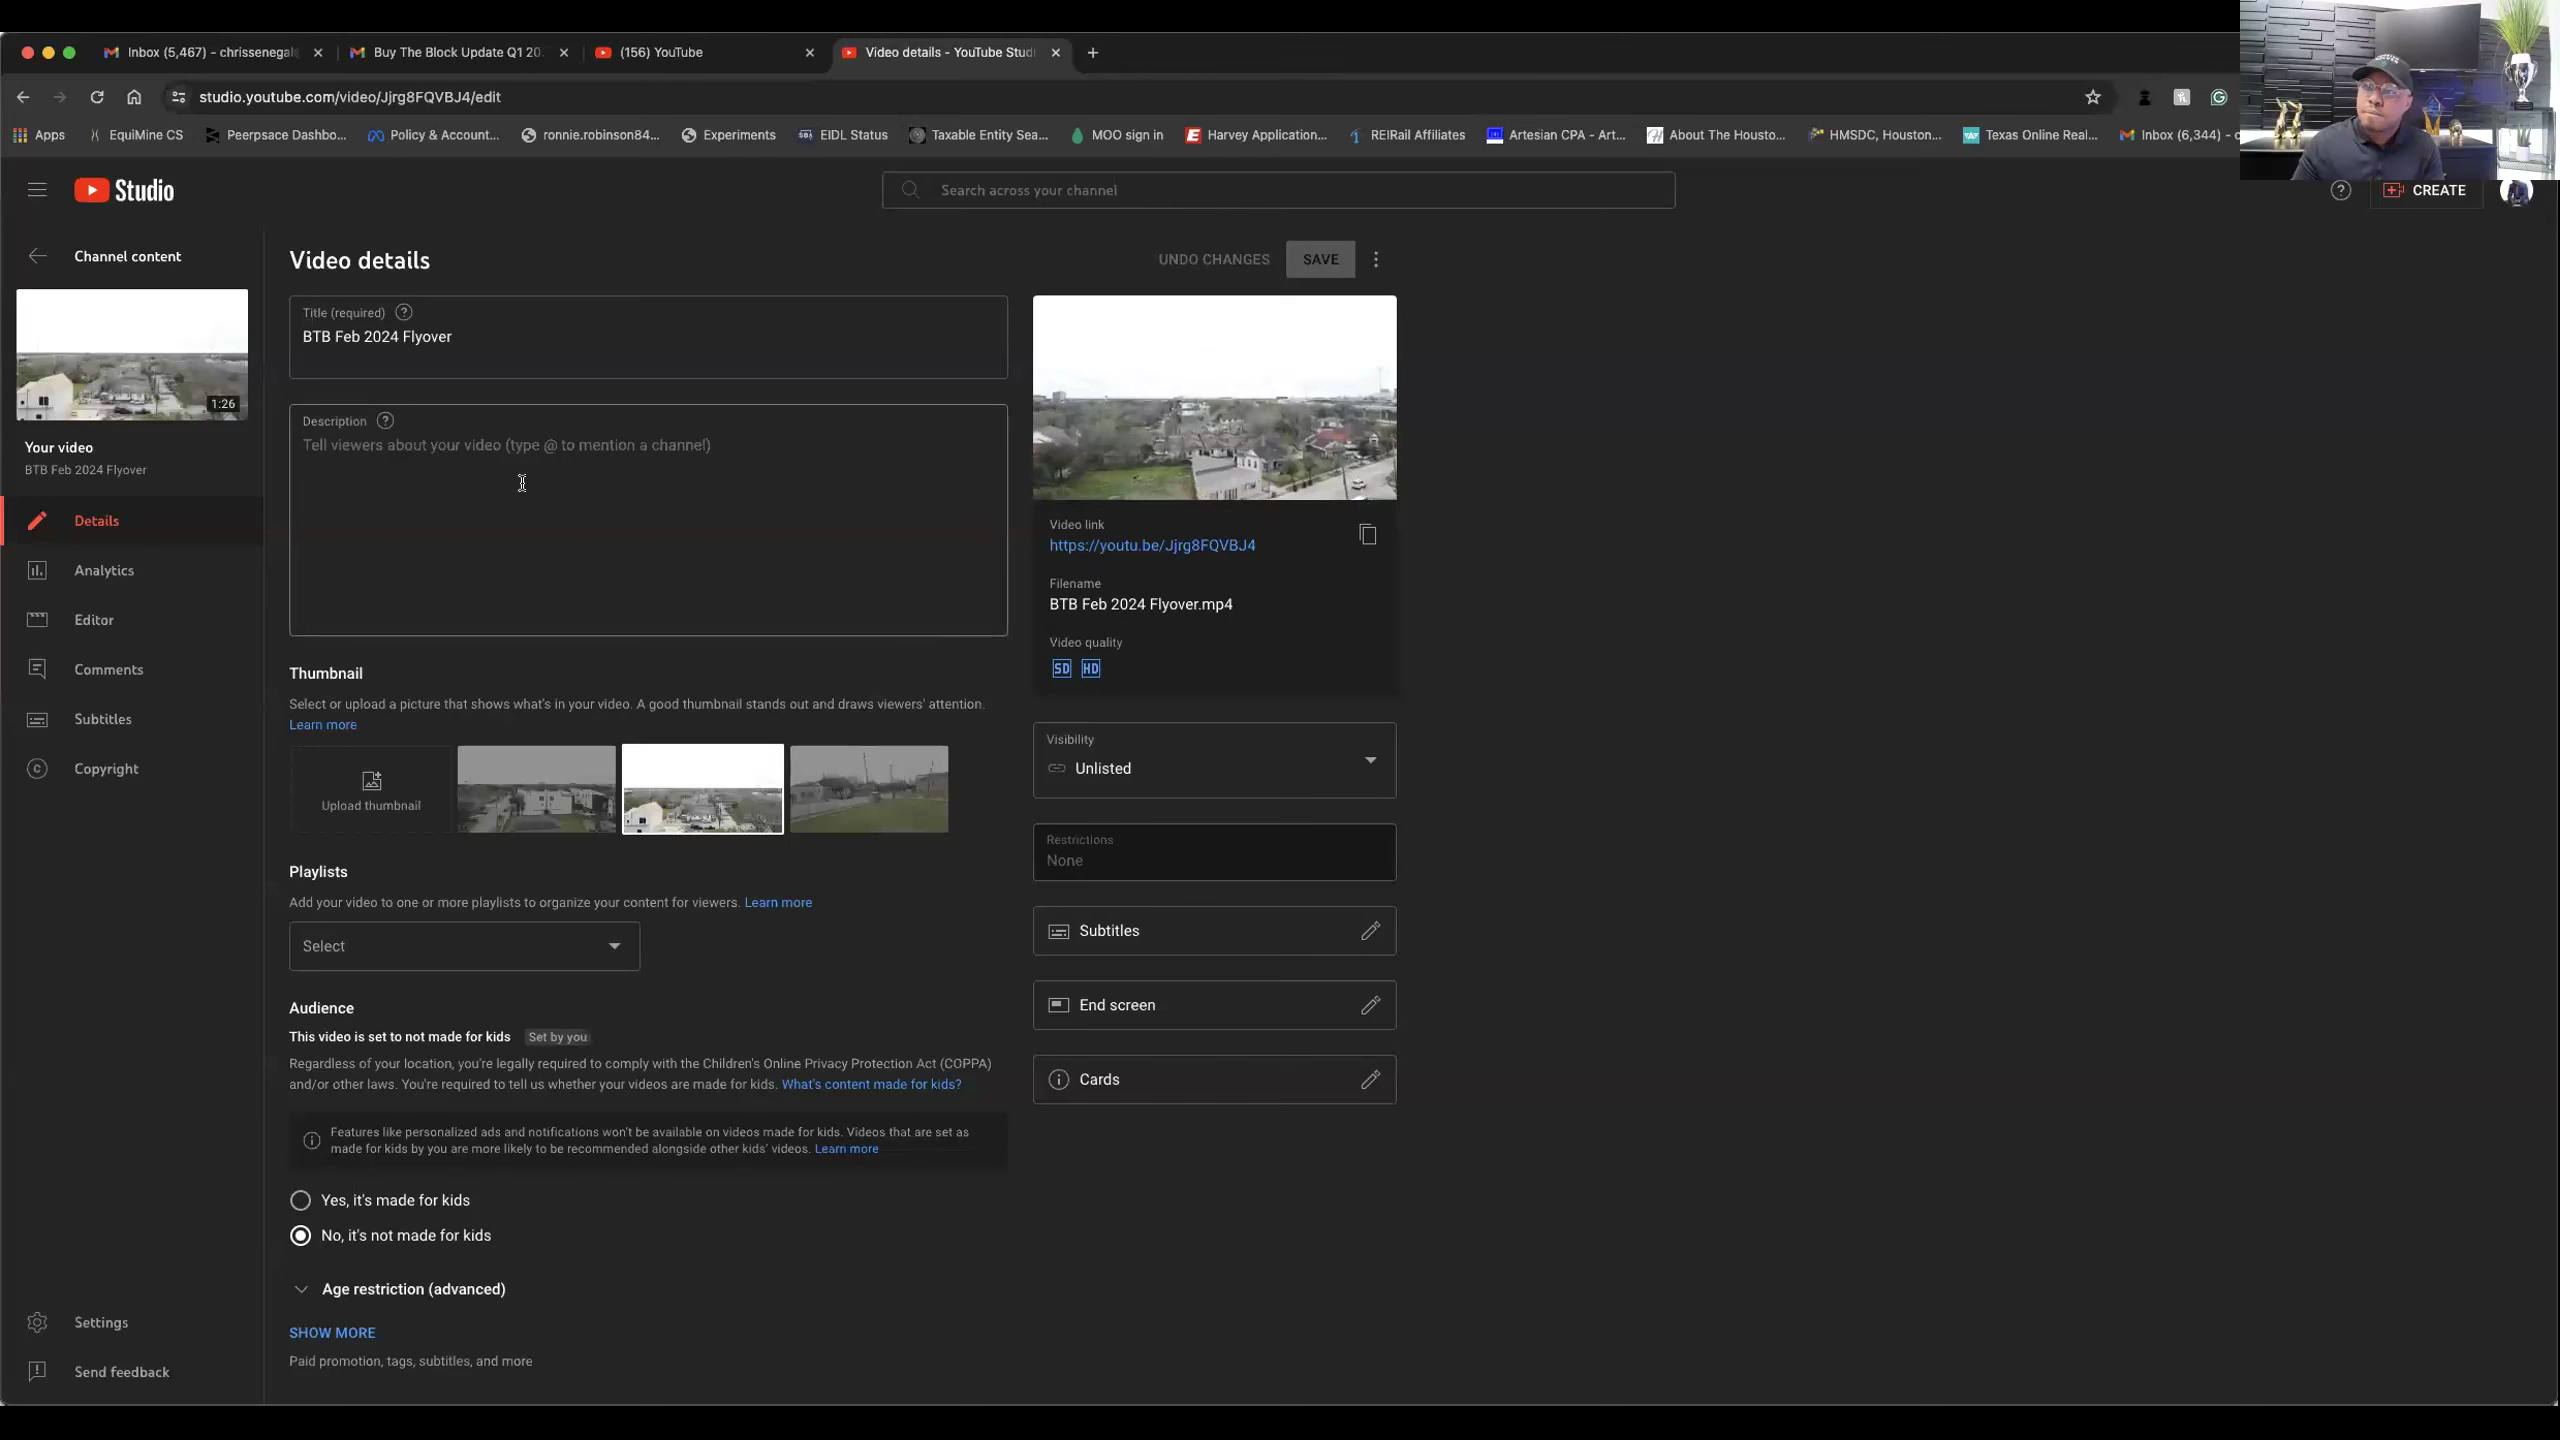 Inbox (5,467) - chrissenegal
Buy The Block Update Q1 20
(156) YouTube
Video details - YouTube Stud
studio.youtube.com/video/Jjrg8FQVBJ4/edit
Apps
EquiMine CS
Peerpsace Dashbo...
Policy & Account...
ronnie.robinson84...
Experiments
EIDL Status
Taxable Entity Sea...
MOO sign in
Harvey Application...
REIRail Affiliates
Artesian CPA - Art...
About The Housto...
HMSDC, Houston...
Texas Online Real...
Inbox (6,344) - c
Studio
Search across your channel
CREATE
Channel content
1:26
Your video
BTB Feb 2024 Flyover
Details
Analytics
Editor
Comments
Subtitles
Copyright
Settings
Send feedback
Video details
UNDO CHANGES
SAVE
Title (required)
BTB Feb 2024 Flyover
Description
Tell viewers about your video (type @ to mention a channel)
Thumbnail
Select or upload a picture that shows what's in your video. A good thumbnail stands out and draws viewers' attention.
Learn more
Upload thumbnail
Playlists
Add your video to one or more playlists to organize your content for viewers. Learn more
Select
Audience
This video is set to not made for kids Set by you
Regardless of your location, you're legally required to comply with the Children's Online Privacy Protection Act (COPPA)
and/or other laws. You're required to tell us whether your videos are made for kids. What's content made for kids?
Features like personalized ads and notifications won't be available on videos made for kids. Videos that are set as
made for kids by you are more likely to be recommended alongside other kids' videos. Learn more
Yes, it's made for kids
No, it's not made for kids
Age restriction (advanced)
SHOW MORE
Paid promotion, tags, subtitles, and more
Video link
https://youtu.be/Jjrg8FQVBJ4
Filename
BTB Feb 2024 Flyover.mp4
Video quality
SD HD
Visibility
Unlisted
Restrictions
None
Subtitles
End screen
Cards